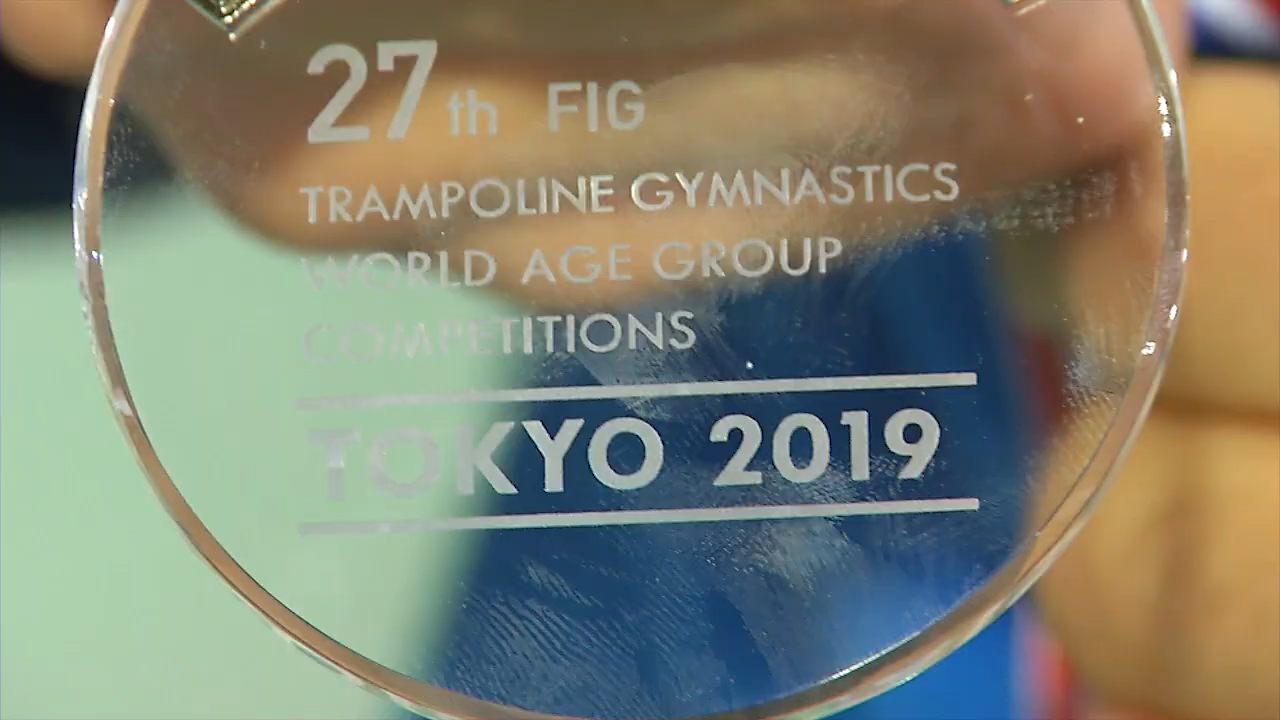 27th FIG
TRAMPOLINE GYMNASTICS
WORLD AGE GROUP
COMPETITIONS
TOKYO 2019